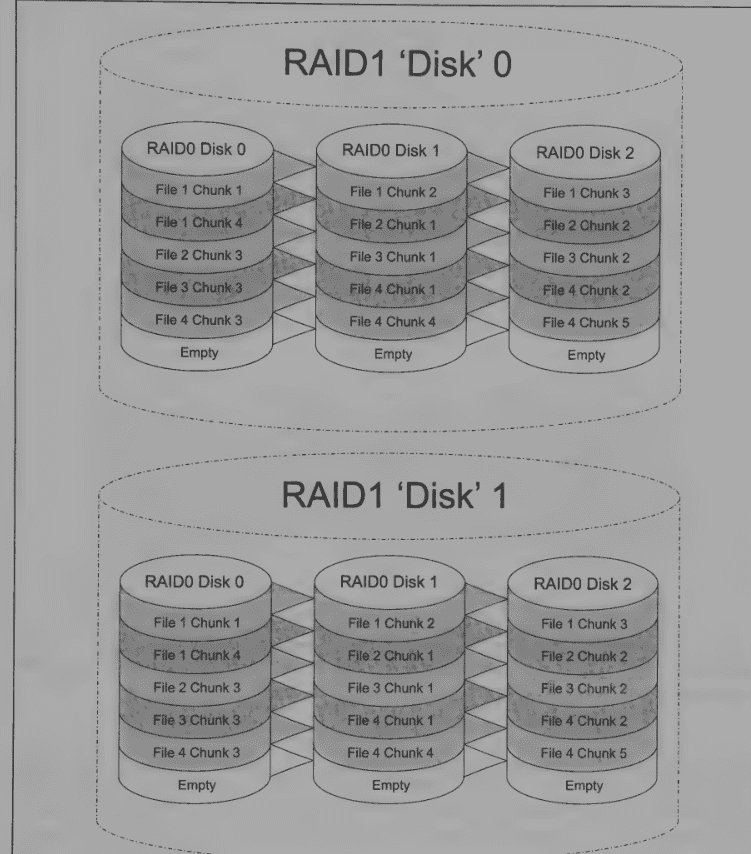 RAID1 ‘Disk’ 0
RAID0 Disk 0 RAID0 Disk 1 RAID0 Disk 2
File 1 Chunk 1 File 1 Chunk 2 File 1 Chunk 3
File 1 Chunk 4 File 2 Chunk 1 File 2 Chunk 2
File 2 Chunk 3 File 3 Chunk 1 File 3 Chunk 2
File 3 Chunk 3 File 4 Chunk 1 File 4 Chunk 2
File 4 Chunk 3 File 4 Chunk 4 File 4 Chunk 5
Empty Empty Empty
RAID1 ‘Disk’ 1
RAID0 Disk 0 RAID0 Disk 1 RAID0 Disk 2
File 1 Chunk 1 File 1 Chunk 2 File 1 Chunk 3
File 1 Chunk 4 File 2 Chunk 1 File 2 Chunk 2
File 2 Chunk 3 File 3 Chunk 1 File 3 Chunk 2
File 3 Chunk 3 File 4 Chunk 1 File 4 Chunk 2
File 4 Chunk 3 File 4 Chunk 4 File 4 Chunk 5
Empty Empty Empty